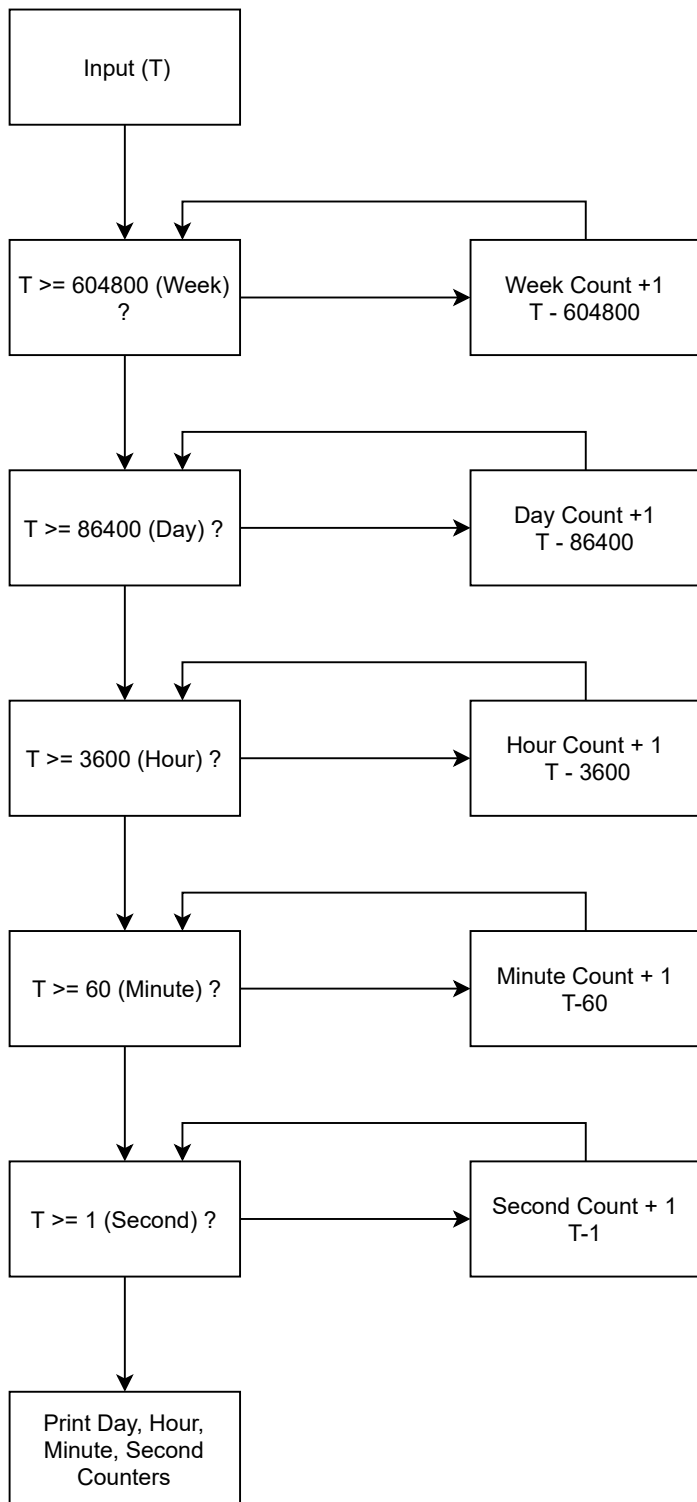 Input (T)
T >= 604800 (Week)
?
Week Count +1
T - 604800
T >= 86400 (Day) ?
Day Count +1
T - 86400
T >= 3600 (Hour) ?
Hour Count + 1
T - 3600
T >= 60 (Minute) ?
Minute Count + 1
T-60
T >= 1 (Second) ?
Second Count + 1
T-1
Print Day, Hour,
Minute, Second
Counters